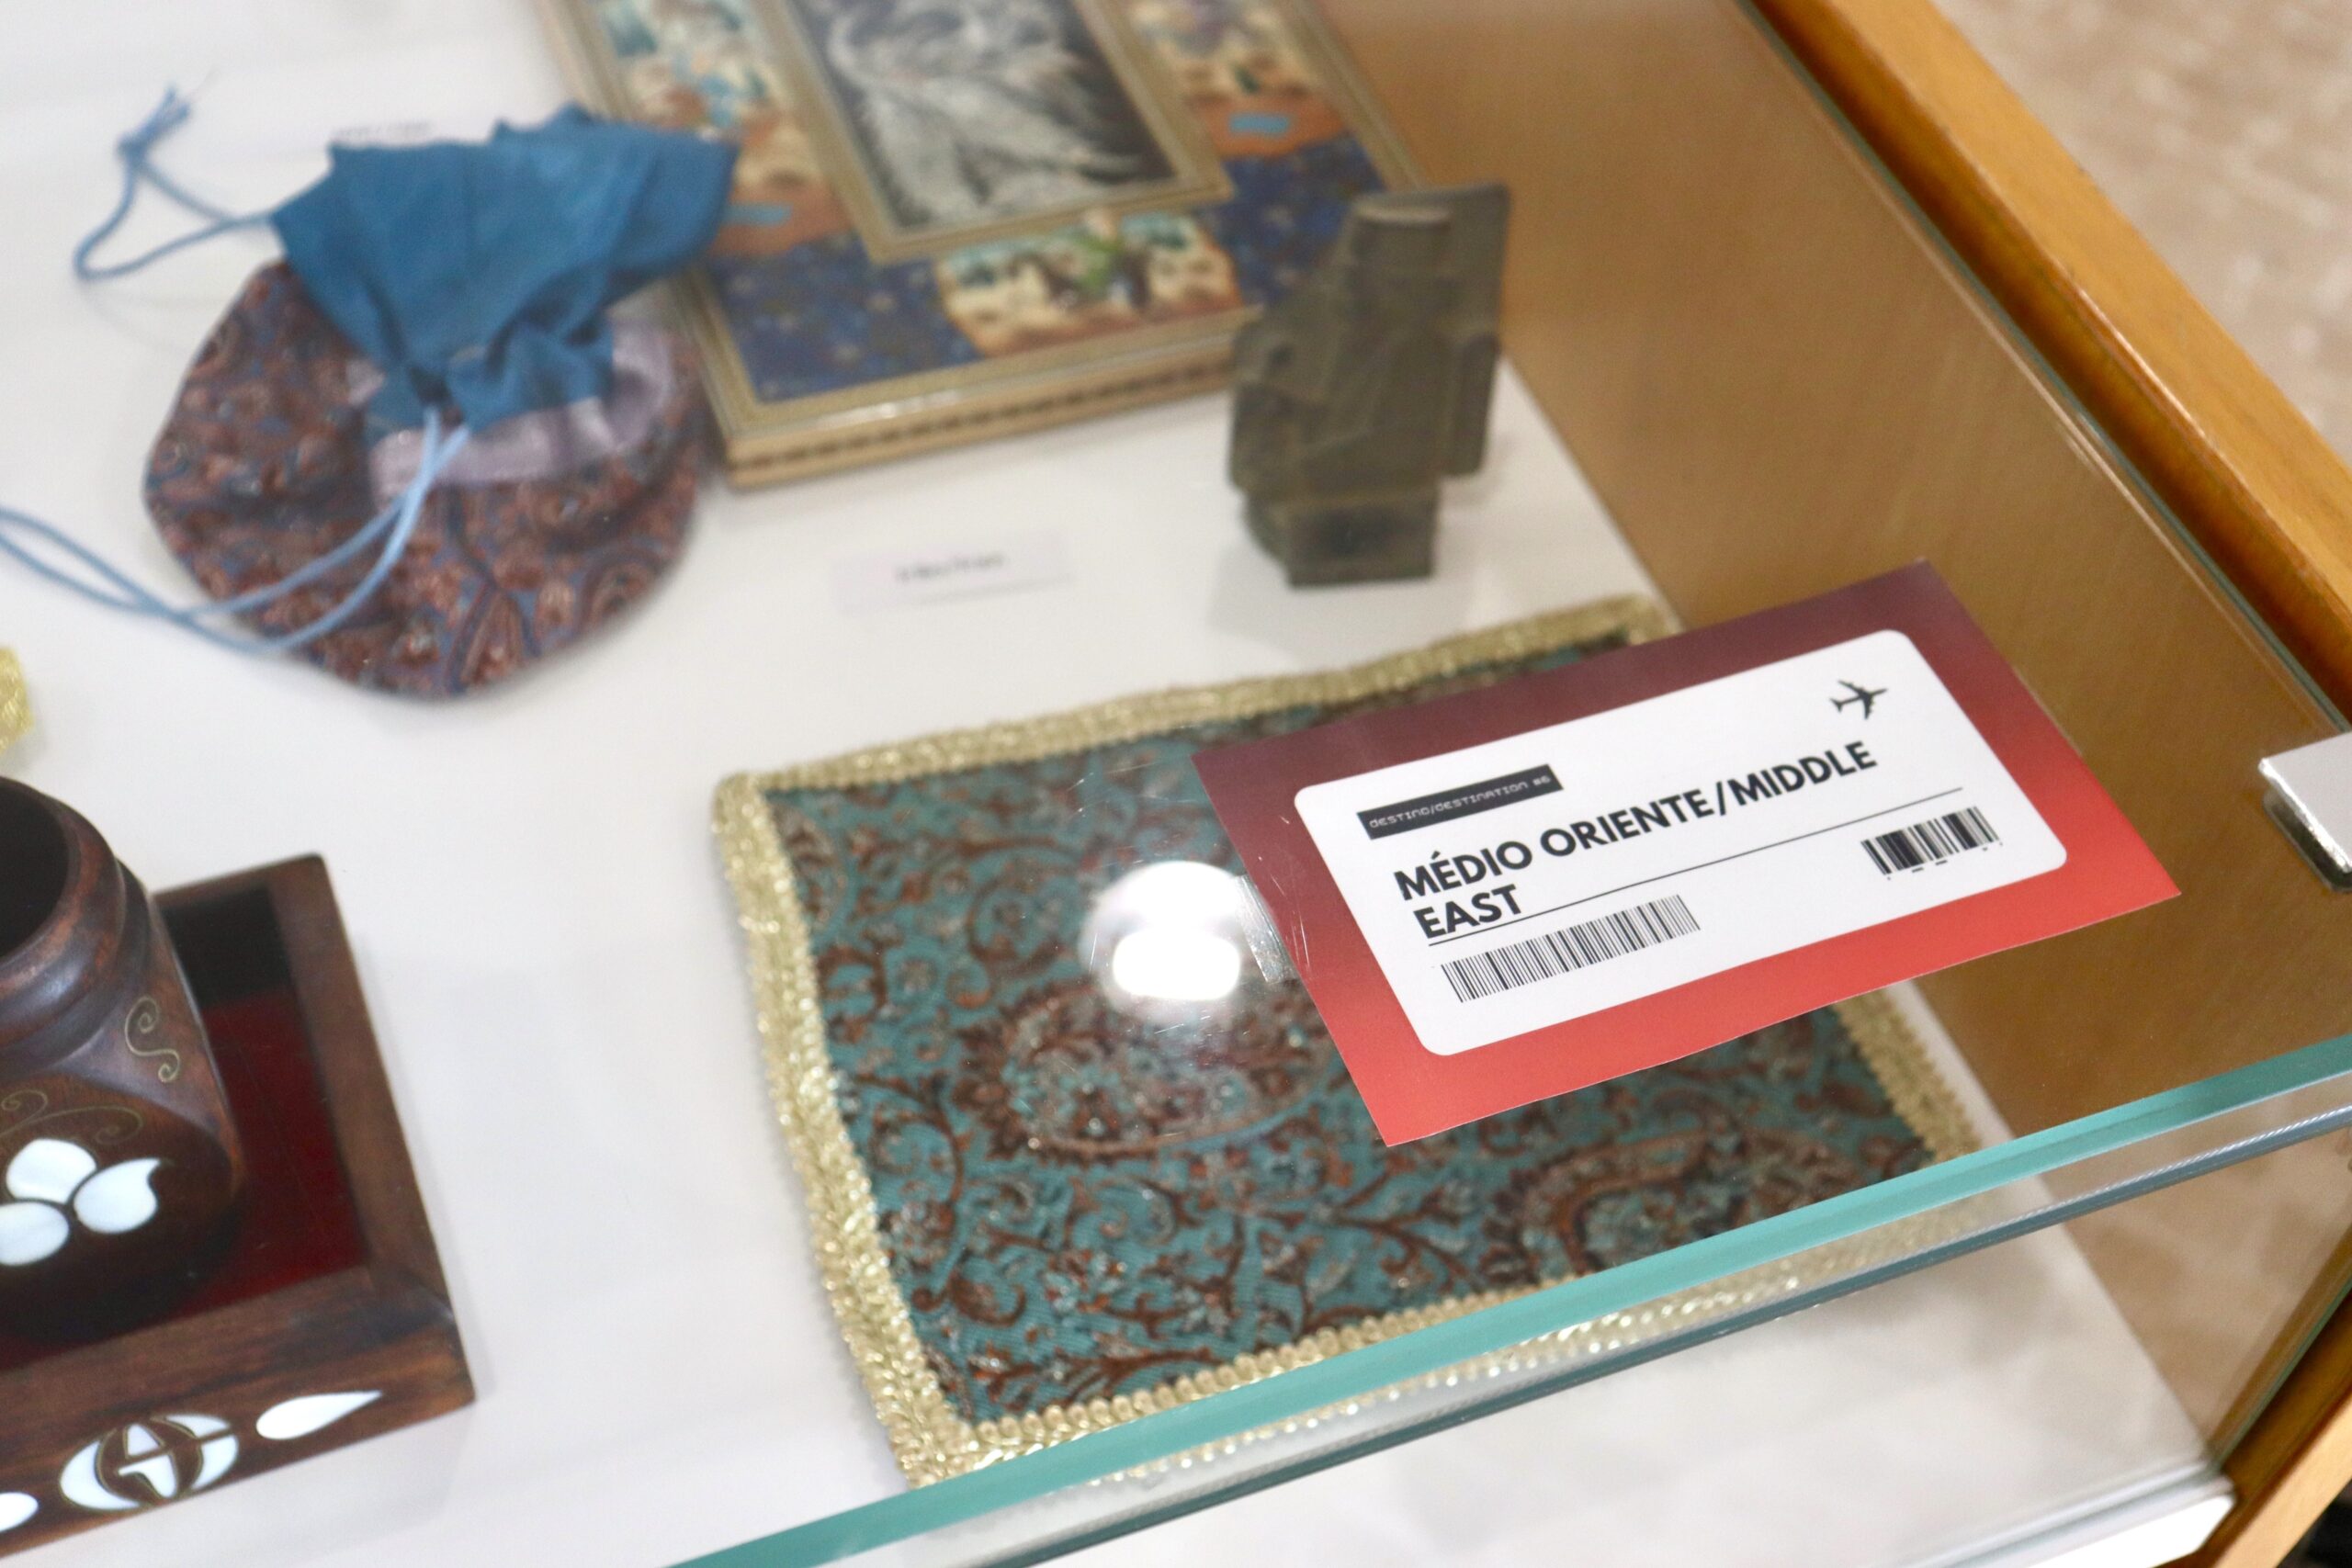 DESTINO/DESTINATION #6
MÉDIO ORIENTE/MIDDLE
EAST